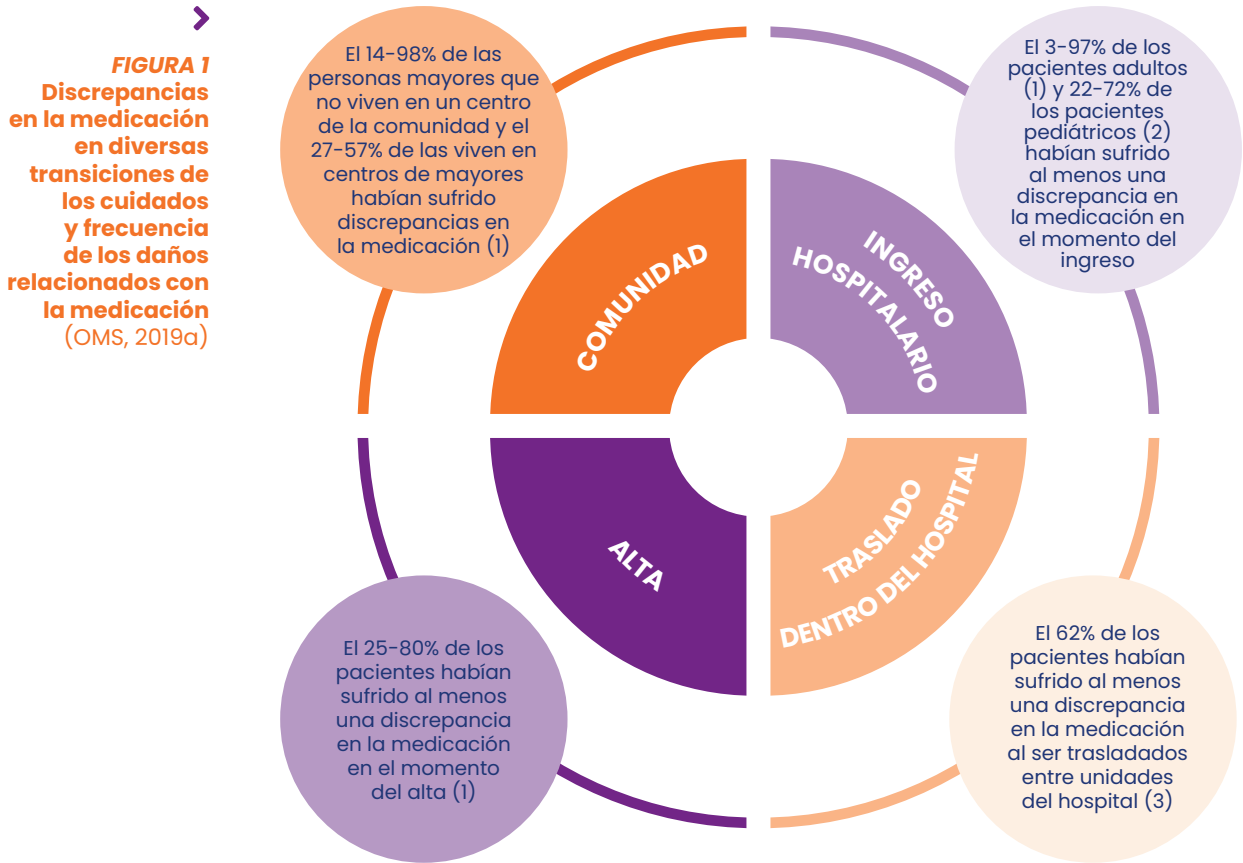 FIGURA 1
Discrepancias
en la medicación
en diversas
transiciones de
los cuidados
y frecuencia
de los daños
relacionados con
la medicación
(OMS, 2019a)
El 14-98% de las
personas mayores que
no viven en un centro
de la comunidad y el
27-57% de las viven en
centros de mayores
habían sufrido
discrepancias en
la medicación (1)
COMUNIDAD
El 3-97% de los
pacientes adultos
(1) y 22-72% de
los pacientes
pediátricos (2)
habían sufrido
al menos una
discrepancia en
la medicación en
el momento del
ingreso
INGRESO
HOSPITALARIO
ALTA
El 25-80% de los
pacientes habían
sufrido al menos
una discrepancia
en la medicación
en el momento
del alta (1)
TRASLADO
DENTRO DEL HOSPITAL
El 62% de los
pacientes habían
sufrido al menos
una discrepancia
en la medicación
al ser trasladados
entre unidades
del hospital (3)